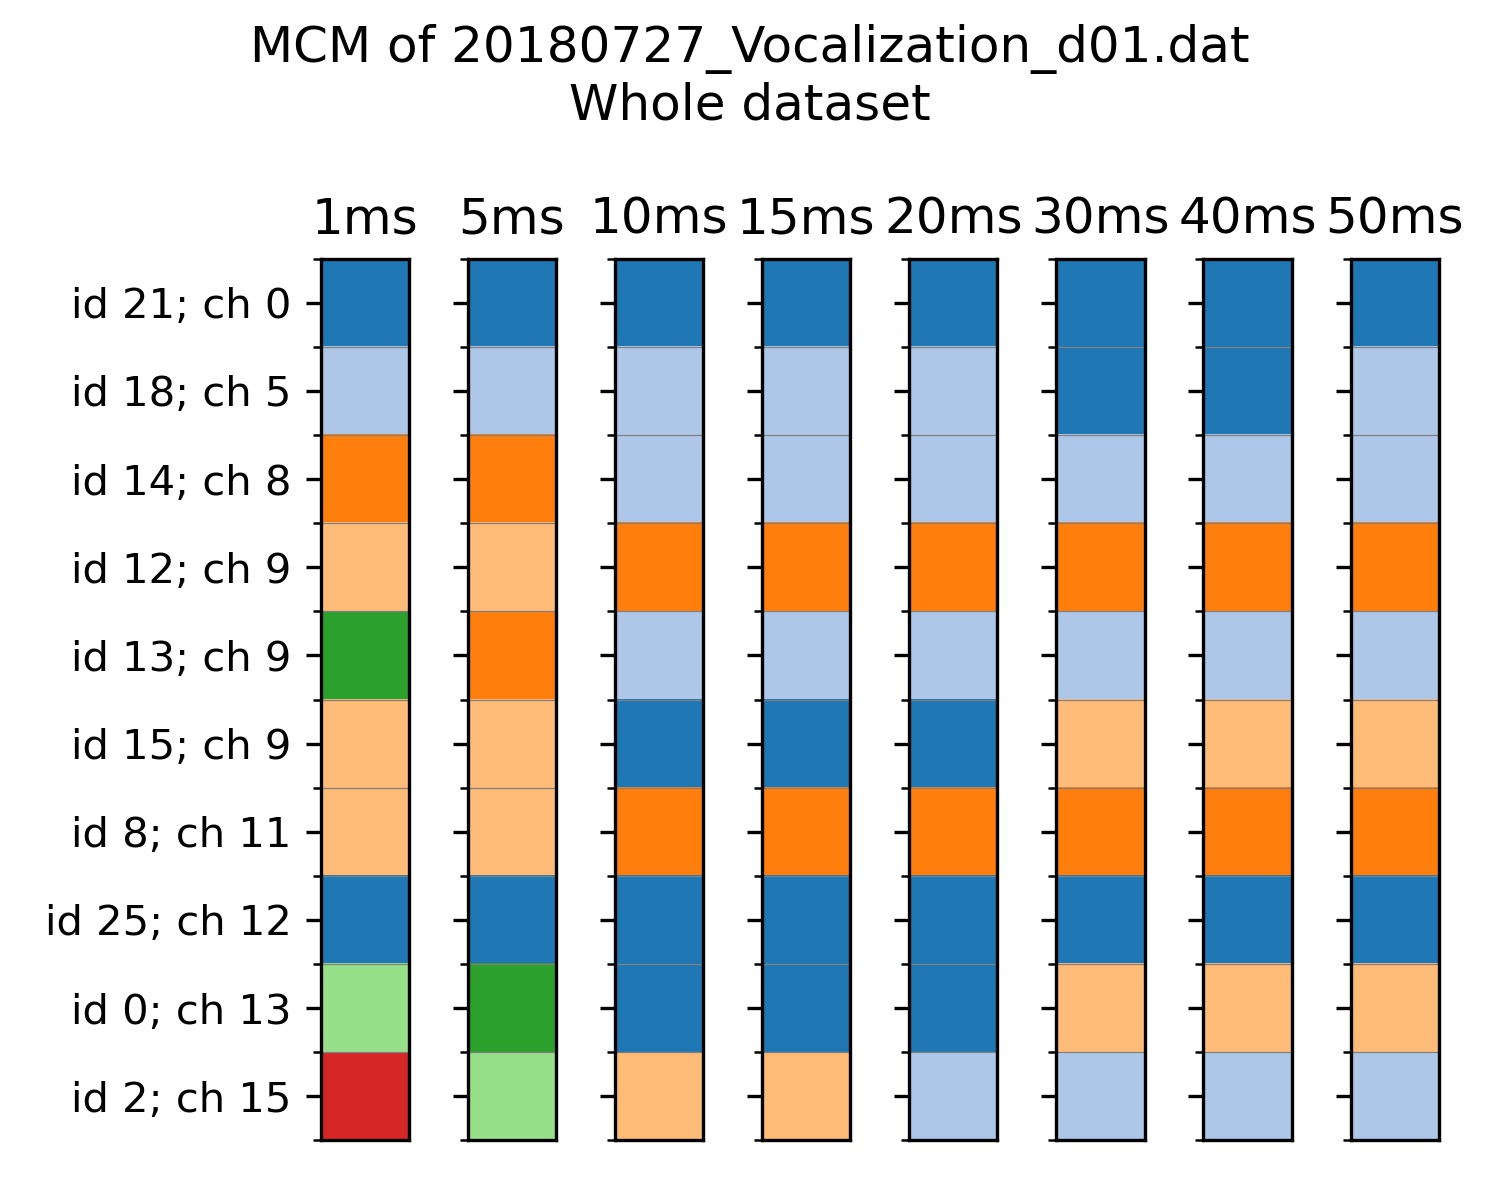 MCM of 20180727_Vocalization_d01.dat
Whole dataset
1ms 5ms 10ms 15ms 20ms 30ms 40ms 50ms
id 21; ch 0
id 18; ch 5
id 14; ch 8
id 12; ch 9
id 13; ch 9
id 15; ch 9
id 8; ch 11
id 25; ch 12
id 0; ch 13
id 2; ch 15